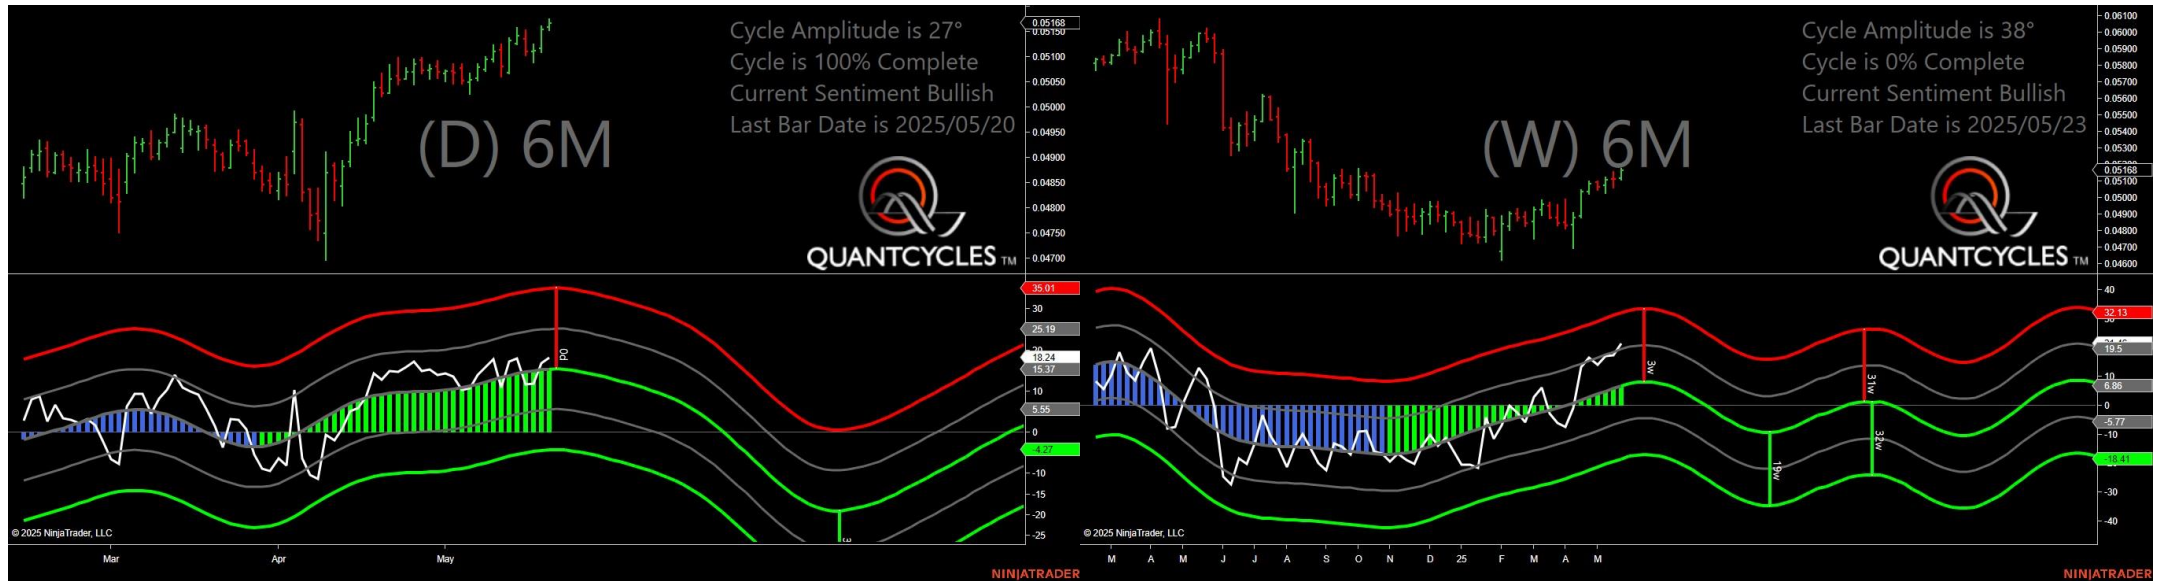 Cycle Amplitude is 27°
Cycle is 100% Complete
Current Sentiment Bullish
Last Bar Date is 2025/05/20
(D) 6M
QUANTCYCLES TM
0.05168
0.05150
0.05100
0.05050
0.05000
0.04950
0.04900
0.04850
0.04800
0.04750
0.04700
35.01
30
25.19
18.24
15.37
10
5.55
0
-4.27
-10
-15
-20
-25
0d
© 2025 NinjaTrader, LLC
Mar
Apr
May
NINJATRADER
Cycle Amplitude is 38°
Cycle is 0% Complete
Current Sentiment Bullish
Last Bar Date is 2025/05/23
(W) 6M
QUANTCYCLES TM
0.06100
0.06000
0.05900
0.05800
0.05700
0.05600
0.05500
0.05400
0.05300
0.05168
0.05100
0.05000
0.04900
0.04800
0.04700
0.04600
40
32.13
19.5
10
6.86
0
-5.77
-10
-18.41
-30
-40
3w
19w
31w
32w
© 2025 NinjaTrader, LLC
M A M J J A S O N D 25 F M A M
NINJATRADER